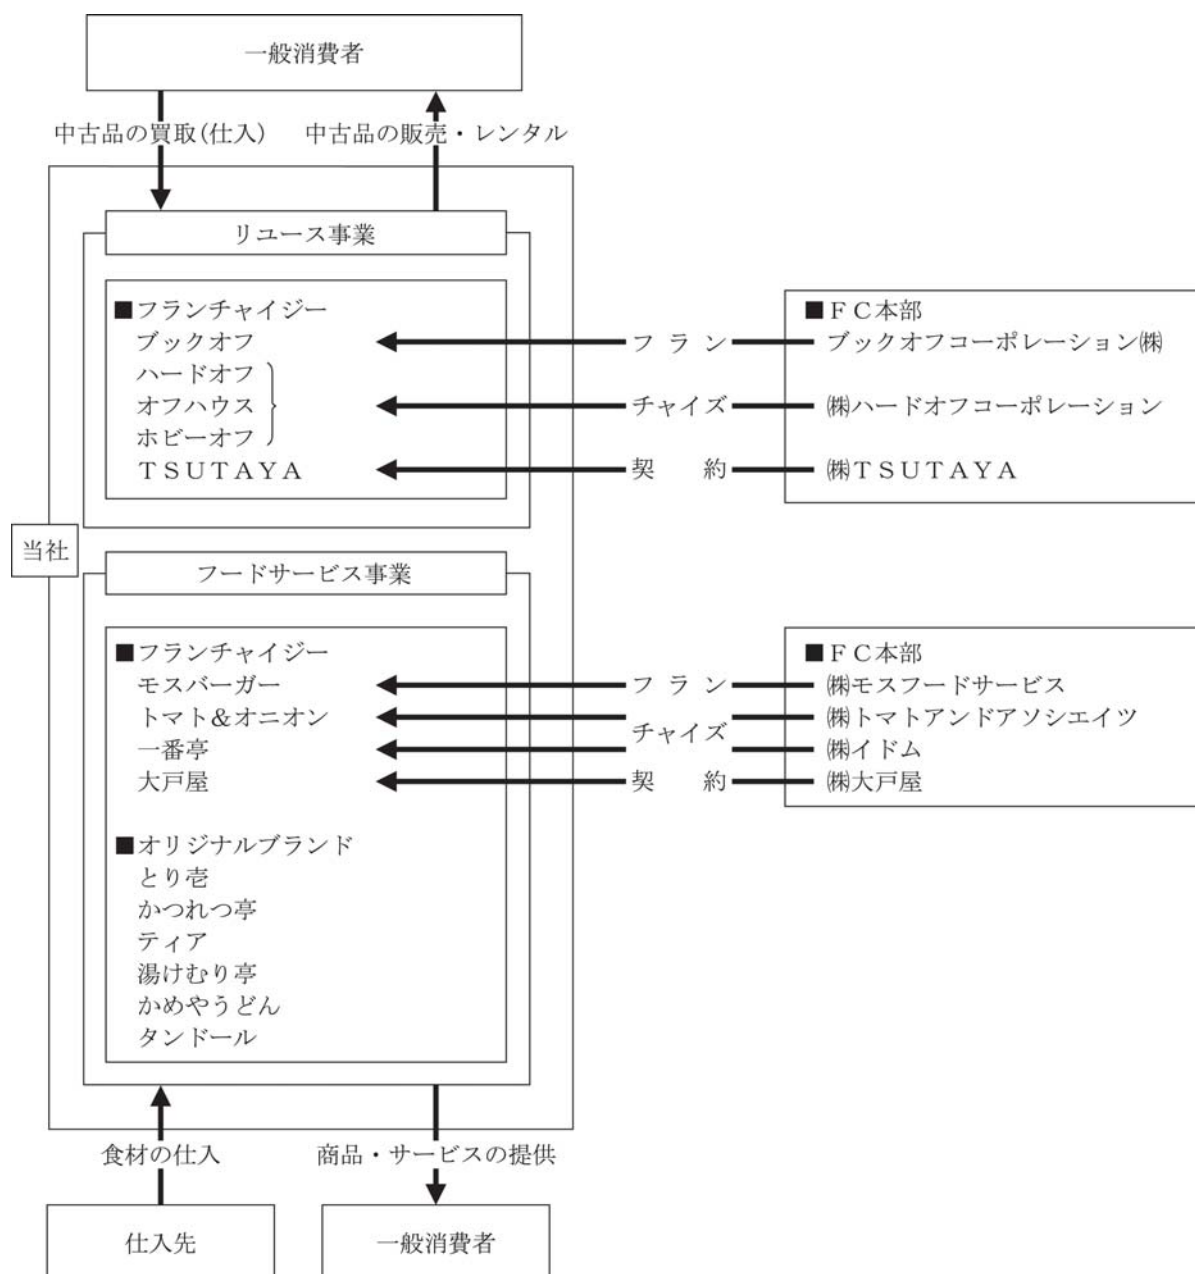 一般消費者
中古品の買取(仕入)
中古品の販売・レンタル
リユース事業
■フランチャイジー
ブックオフ
ハードオフ
オフハウス
ホビーオフ
TSUTAYA
フラン
チャイズ
契約
■FC本部
ブックオフコーポレーション㈱
㈱ハードオフコーポレーション
㈱TSUTAYA
当社
フードサービス事業
■フランチャイジー
モスバーガー
トマト&オニオン
一番亭
大戸屋
フラン
チャイズ
契約
■FC本部
㈱モスフードサービス
㈱トマトアンドアソシエイツ
㈱イドム
㈱大戸屋
■オリジナルブランド
とり壱
かつれつ亭
ティア
湯けむり亭
かめやうどん
タンドール
食材の仕入
商品・サービスの提供
仕入先
一般消費者